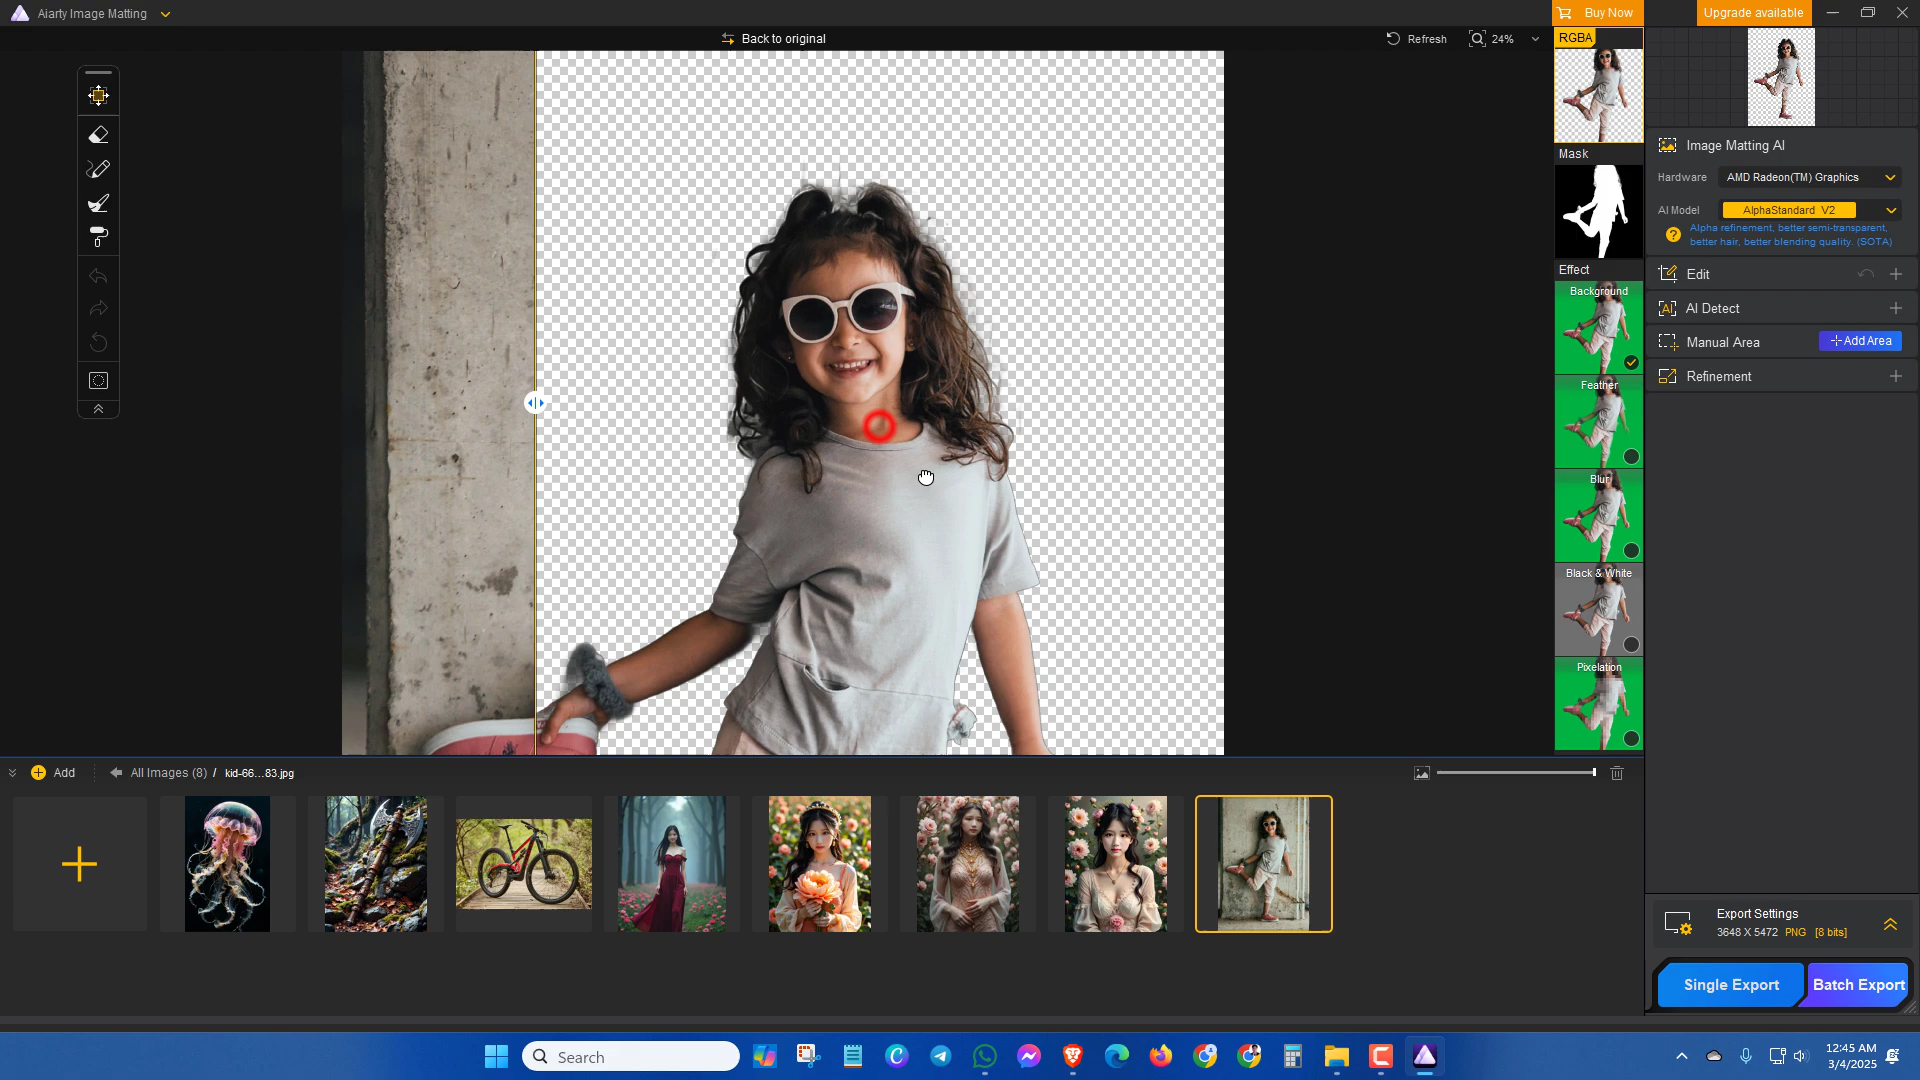 Aiarty Image Matting
Buy Now
Upgrade available
Back to original
Refresh
24%
RGBA
Mask
Effect
Background
Feather
Blur
Black & White
Pixelation
Image Matting AI
Hardware
AMD Radeon(TM) Graphics
AI Model
AlphaStandard V2
Alpha refinement, better semi-transparent,
better hair, better blending quality. (SOTA)
Edit
AI Detect
Manual Area
Add Area
Refinement
Add
All Images (8) / kid-66...83.jpg
Export Settings
3648 X 5472 PNG [8 bits]
Single Export
Batch Export
Search
12:45 AM
3/4/2025